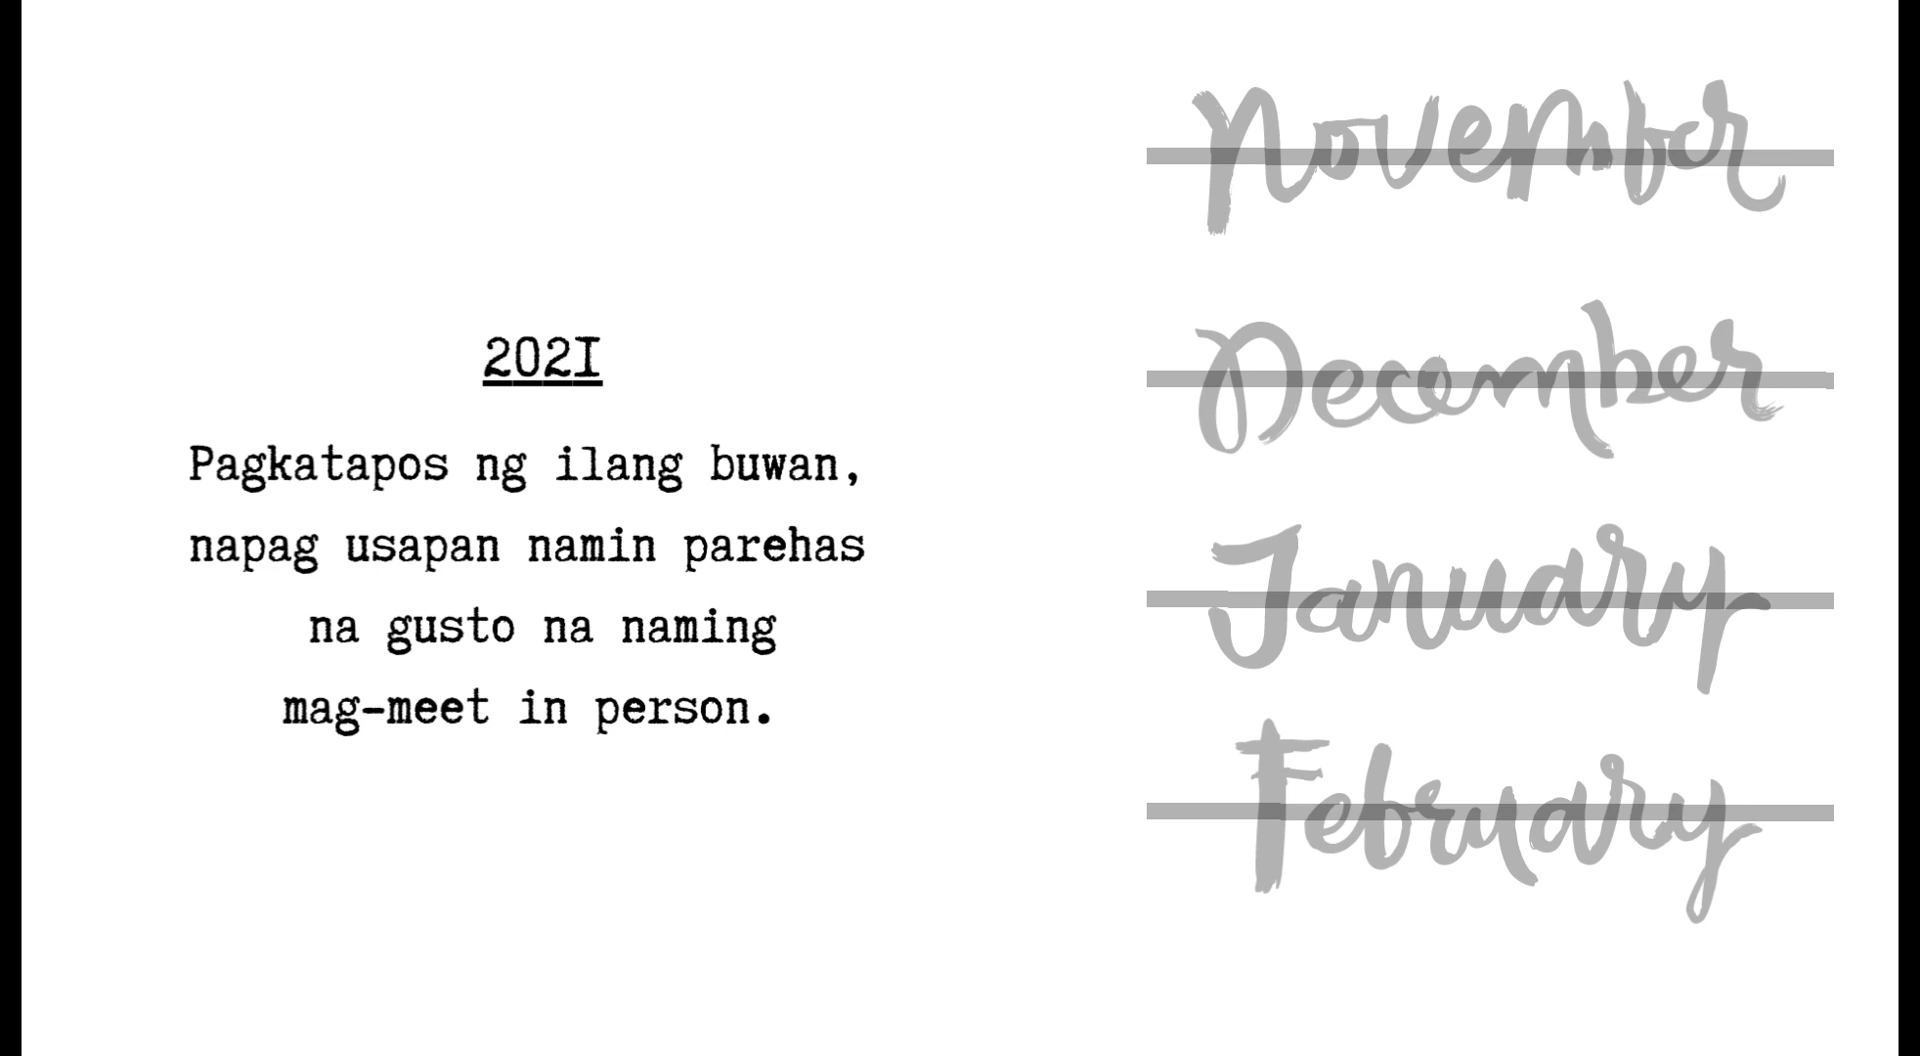 2021
Pagkatapos ng ilang buwan,
napag usapan namin parehas
na gusto na naming
mag-meet in person.
November
December
January
February